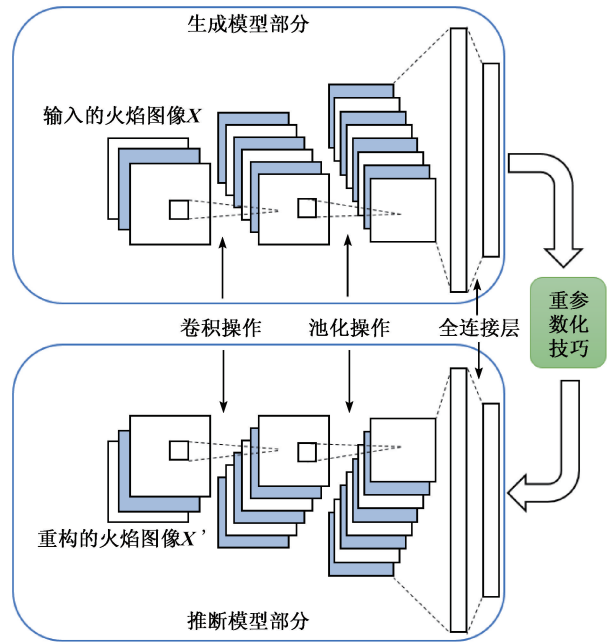 生成模型部分
输入的火焰图像X
卷积操作
池化操作
全连接层
重参
数化
技巧
重构的火焰图像X'
推断模型部分